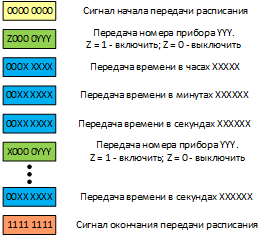 0000 0000 Сигнал начала передачи расписания
Z000 0YYY Передача номера прибора YYY.
Z = 1 - включить; Z = 0 - выключить
000X XXXX Передача времени в часах XXXXX
00XX XXXX Передача времени в минутах XXXXXX
00XX XXXX Передача времени в секундах XXXXXX
X000 0YYY Передача номера прибора YYY.
Z = 1 - включить; Z = 0 - выключить
00XX XXXX Передача времени в секундах XXXXXX
1111 1111 Сигнал окончания передачи расписания